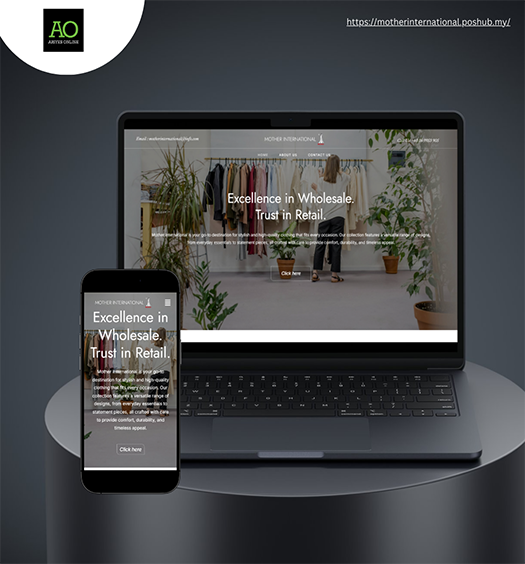 AO
ABIYES ONLINE
https://motherinternational.poshub.my/
MOTHER INTERNATIONAL
HOME ABOUT US CONTACT US
Excellence in Wholesale.
Trust in Retail.
Mother International is your go-to destination for stylish and high-quality clothing that fits every occasion. Our collection features a versatile range of designs,
from everyday essentials to statement pieces, all crafted with care to provide comfort, durability, and timeless appeal.
Click here
MOTHER INTERNATIONAL
Excellence in
Wholesale.
Trust in Retail.
Mother International is your go-to
destination for stylish and high-quality
clothing that fits every occasion. Our
collection features a versatile range of
designs, from everyday essentials to
statement pieces, all crafted with care
to provide comfort, durability, and
timeless appeal.
Click here